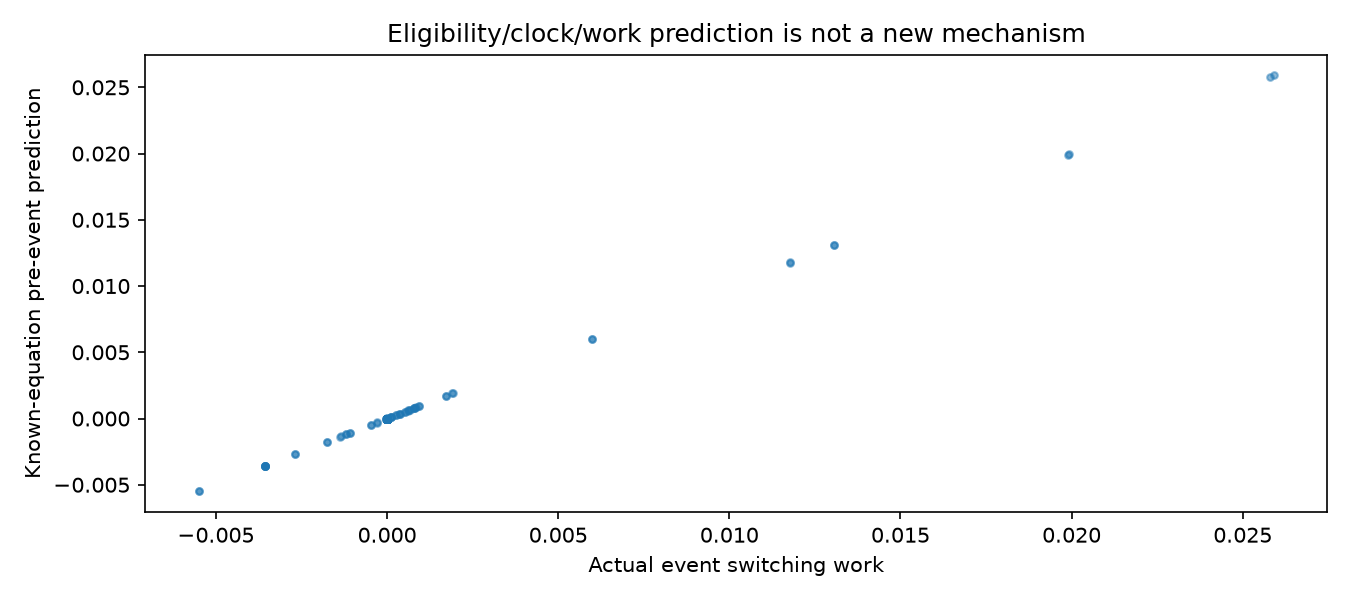 Eligibility/clock/work prediction is not a new mechanism
Known-equation pre-event prediction
0.025
0.020
0.015
0.010
0.005
0.000
−0.005
−0.005 0.000 0.005 0.010 0.015 0.020 0.025
Actual event switching work